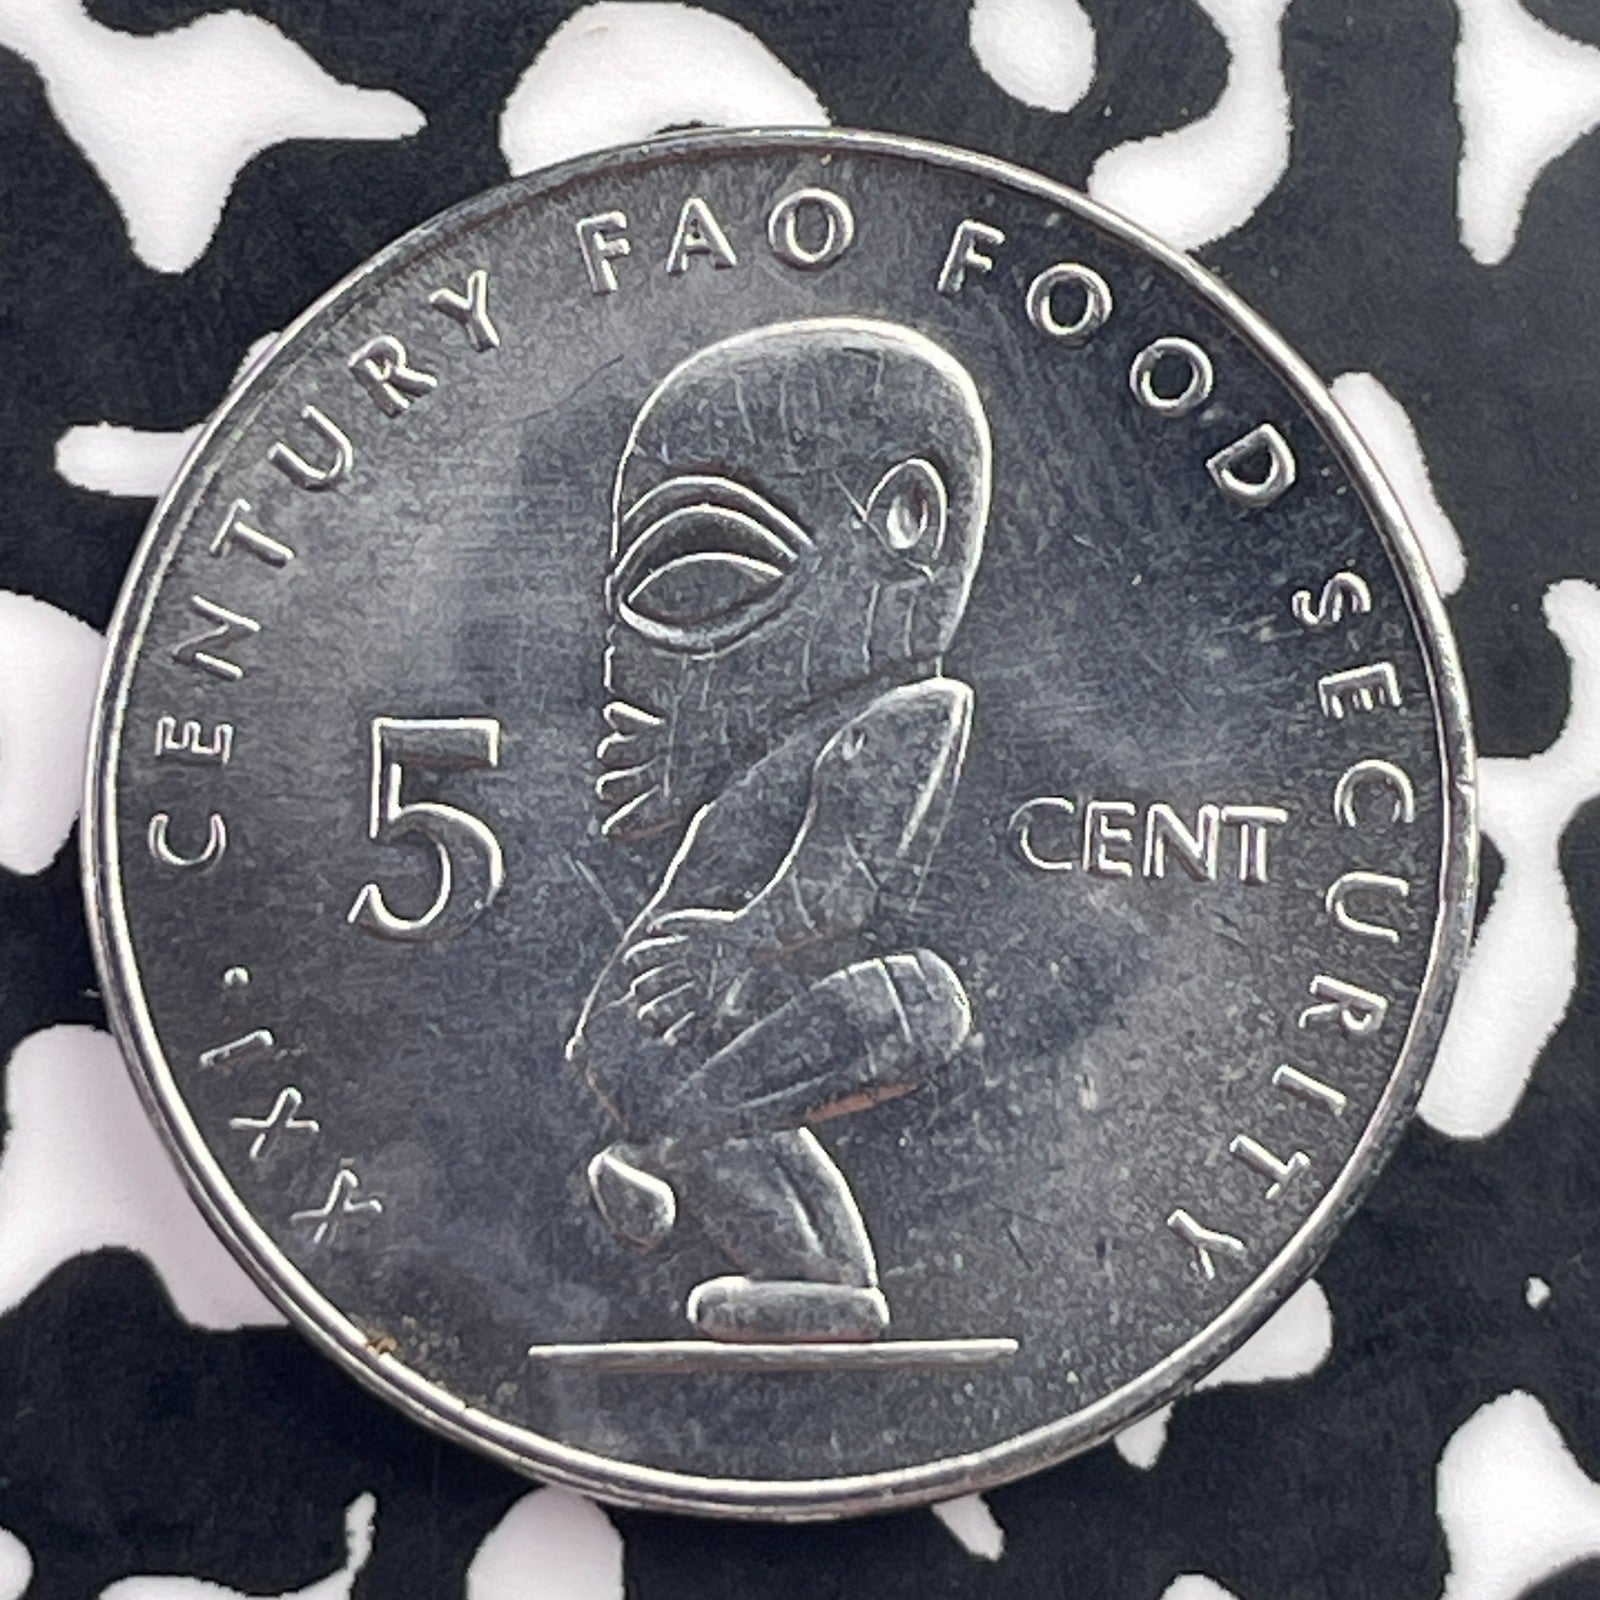 XXI · CENTURY FAO FOOD SECURITY
5 CENT